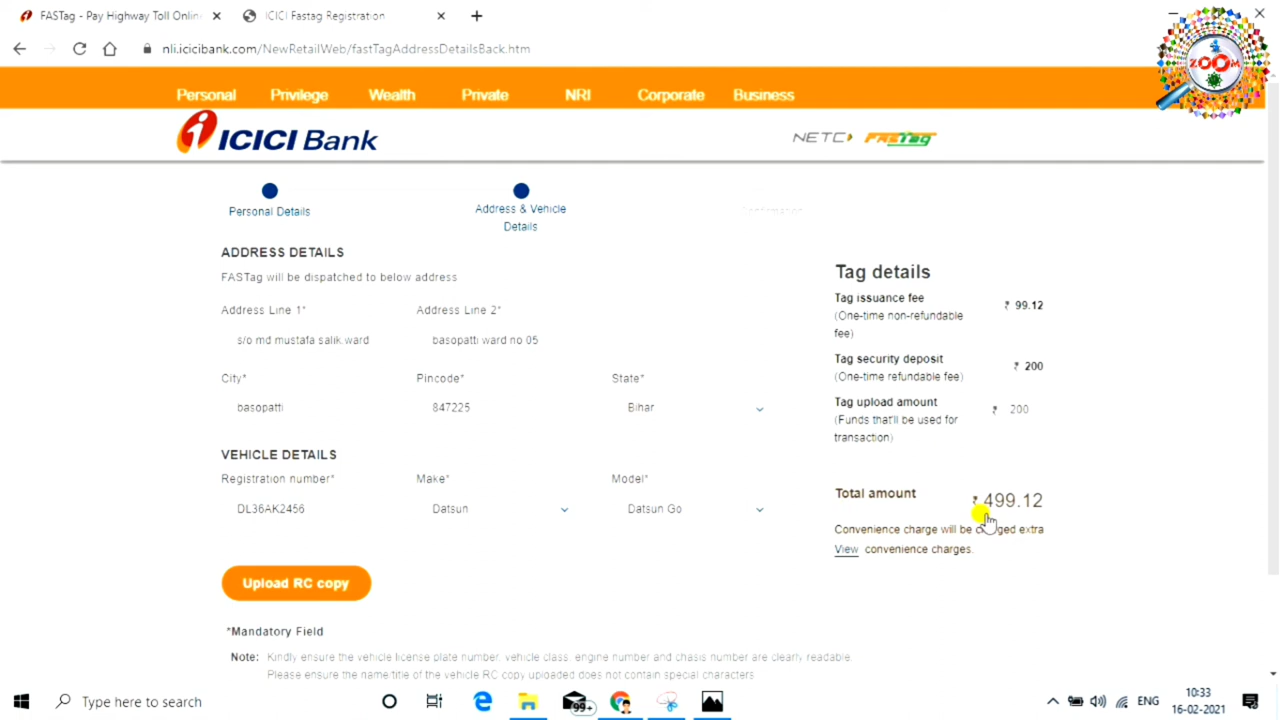 FASTag - Pay Highway Toll Onlin
ICICI Fastag Registration
nli.icicibank.com/NewRetailWeb/fastTagAddressDetailsBack.htm
ZOOM
Personal Privilege Wealth Private NRI Corporate Business
ICICI Bank
NETC FASTag
Personal Details
Address & Vehicle
Details
Confirmation
ADDRESS DETAILS
FASTag will be dispatched to below address
Address Line 1* Address Line 2*
s/o md mustafa salik ward basopatti ward no 05
City* Pincode* State*
basopatti 847225 Bihar
VEHICLE DETAILS
Registration number* Make* Model*
DL36AK2456 Datsun Datsun Go
Upload RC copy
*Mandatory Field
Note: Kindly ensure the vehicle license plate number, vehicle class, engine number and chasis number are clearly readable.
Please ensure the name title of the vehicle RC copy uploaded does not contain special characters.
Tag details
Tag issuance fee ₹ 99.12
(One-time non-refundable
fee)
Tag security deposit ₹ 200
(One-time refundable fee)
Tag upload amount ₹ 200
(Funds that'll be used for
transaction)
Total amount ₹ 499.12
Convenience charge will be charged extra
View convenience charges.
Type here to search
99+
ENG
10:33
16-02-2021